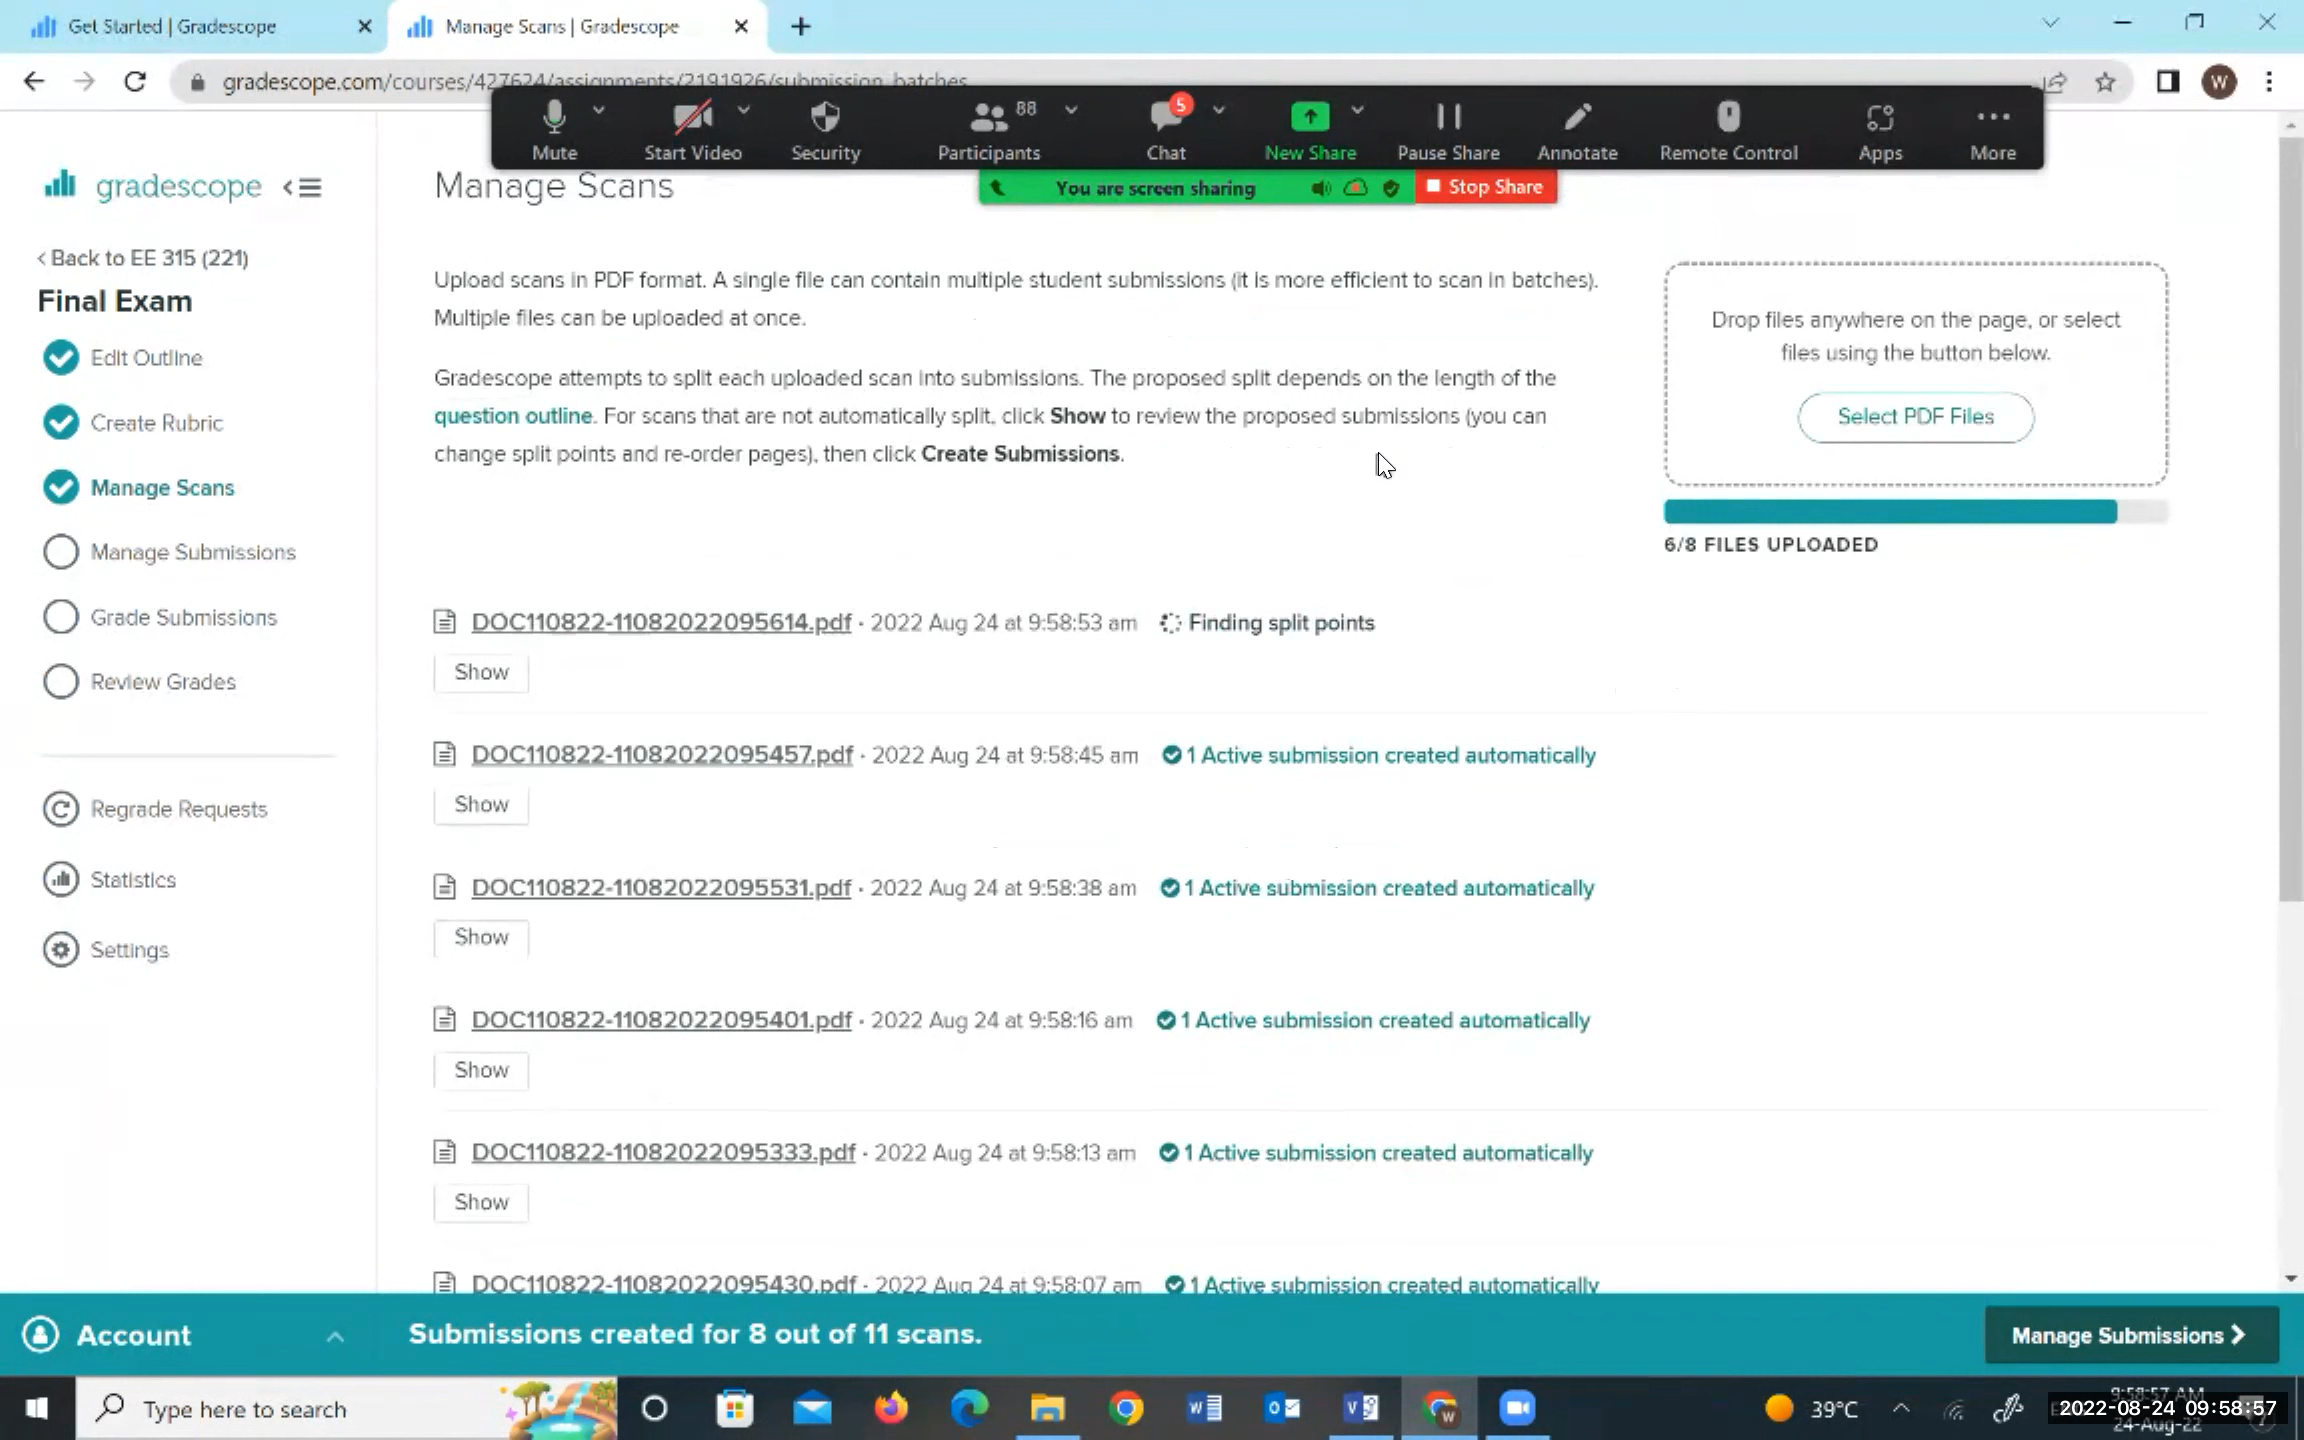 Get Started | Gradescope
Manage Scans | Gradescope
gradescope.com/courses/427624/assignments/2191926/submission_batches
W
Mute
Start Video
Security
88
Participants
5
Chat
New Share
Pause Share
Annotate
Remote Control
Apps
More
You are screen sharing
Stop Share
gradescope
Back to EE 315 (221)
Final Exam
Edit Outline
Create Rubric
Manage Scans
Manage Submissions
Grade Submissions
Review Grades
Regrade Requests
Statistics
Settings
Manage Scans
Upload scans in PDF format. A single file can contain multiple student submissions (it is more efficient to scan in batches).
Multiple files can be uploaded at once.
Gradescope attempts to split each uploaded scan into submissions. The proposed split depends on the length of the
question outline. For scans that are not automatically split, click Show to review the proposed submissions (you can
change split points and re-order pages), then click Create Submissions.
Drop files anywhere on the page, or select
files using the button below.
Select PDF Files
6/8 FILES UPLOADED
DOC110822-11082022095614.pdf · 2022 Aug 24 at 9:58:53 am Finding split points
Show
DOC110822-11082022095457.pdf · 2022 Aug 24 at 9:58:45 am 1 Active submission created automatically
Show
DOC110822-11082022095531.pdf · 2022 Aug 24 at 9:58:38 am 1 Active submission created automatically
Show
DOC110822-11082022095401.pdf · 2022 Aug 24 at 9:58:16 am 1 Active submission created automatically
Show
DOC110822-11082022095333.pdf · 2022 Aug 24 at 9:58:13 am 1 Active submission created automatically
Show
DOC110822-11082022095430.pdf · 2022 Aug 24 at 9:58:07 am 1 Active submission created automatically
Account
Submissions created for 8 out of 11 scans.
Manage Submissions
Type here to search
39°C
9:58:57 AM
2022-08-24 09:58:57
24-Aug-22